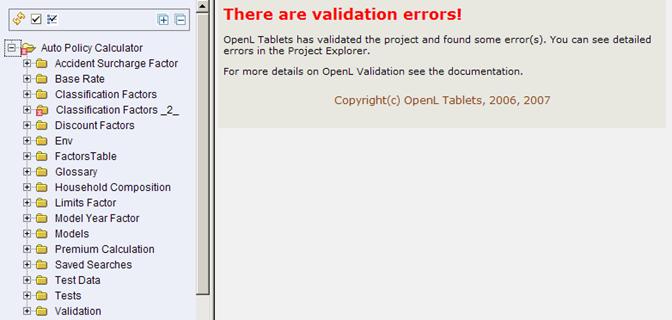 Auto Policy Calculator
Accident Surcharge Factor
Base Rate
Classification Factors
Classification Factors _2_
Discount Factors
Env
FactorsTable
Glossary
Household Composition
Limits Factor
Model Year Factor
Models
Premium Calculation
Saved Searches
Test Data
Tests
Validation
There are validation errors!
OpenL Tablets has validated the project and found some error(s). You can see detailed
errors in the Project Explorer.
For more details on OpenL Validation see the documentation.
Copyright(c) OpenL Tablets, 2006, 2007